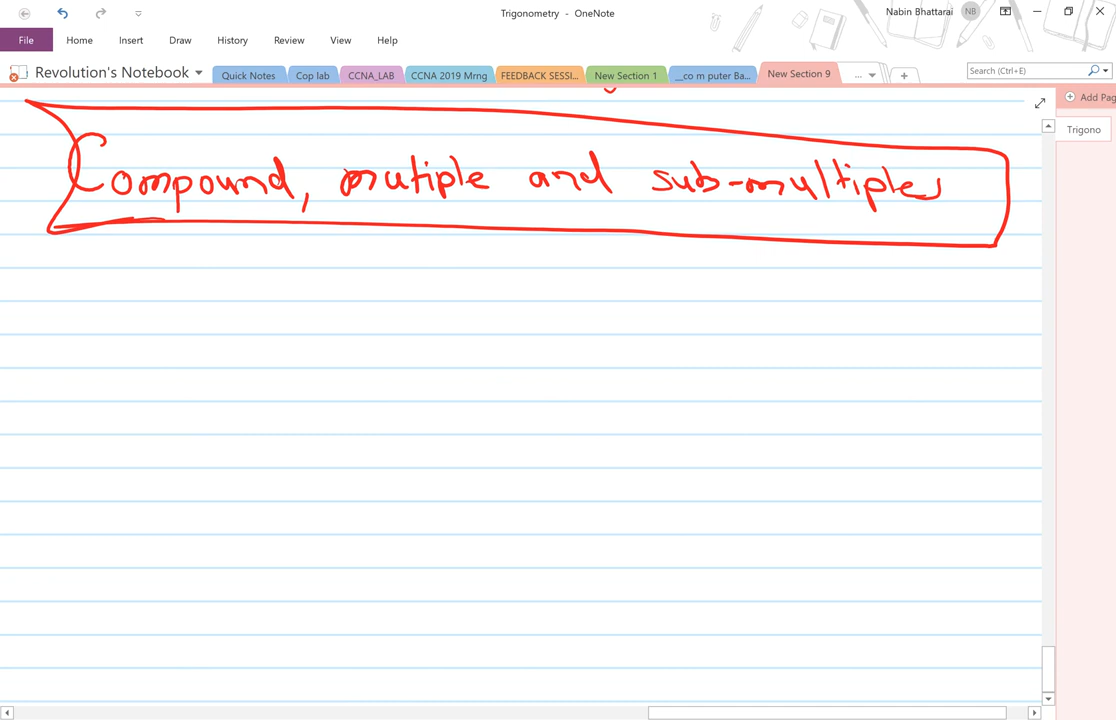 Trigonometry - OneNote
Nabin Bhattarai NB
File Home Insert Draw History Review View Help
Revolution's Notebook
Quick Notes Cop lab CCNA_LAB CCNA 2019 Mrng FEEDBACK SESSI... New Section 1 __co m puter Ba... New Section 9 ...
Search (Ctrl+E)
Add Pag
Trigono
Compound, mutiple and sub-multiples